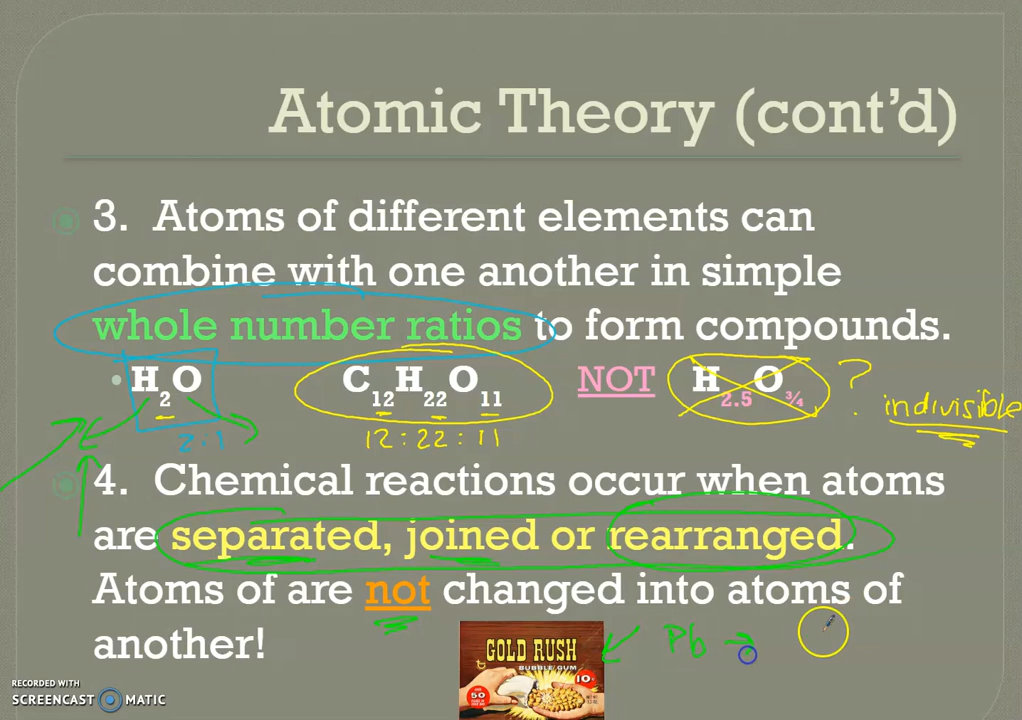 Atomic Theory (cont'd)
3. Atoms of different elements can
combine with one another in simple
whole number ratios to form compounds.
• H2O C12H22O11 NOT H2.5O¾ ?
indivisible
2:1 12:22:11
4. Chemical reactions occur when atoms
are separated, joined or rearranged.
Atoms of are not changed into atoms of
another!
GOLD RUSH
BUBBLE GUM
10¢
OVER 50
Pb →
RECORDED WITH
SCREENCAST MATIC